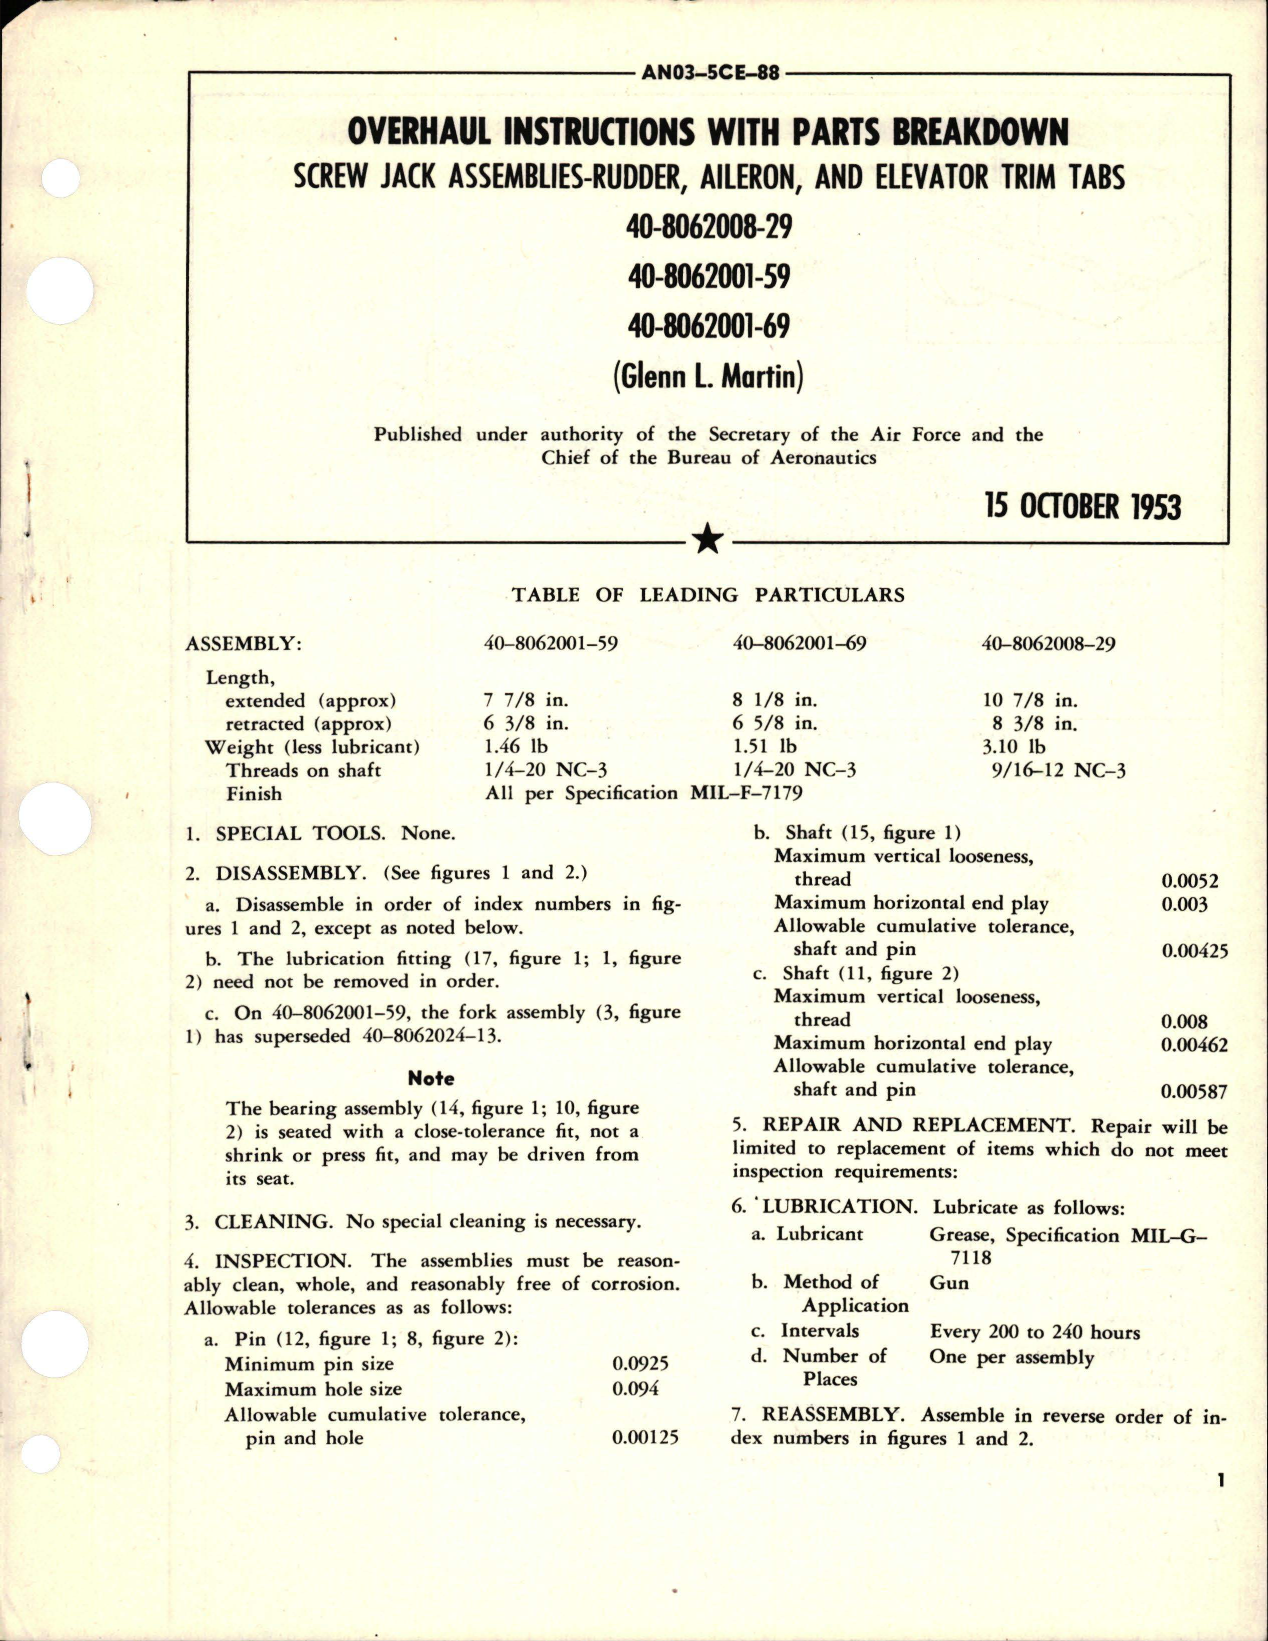 AN03-5CE-88
OVERHAUL INSTRUCTIONS WITH PARTS BREAKDOWN
SCREW JACK ASSEMBLIES-RUDDER, AILERON, AND ELEVATOR TRIM TABS
40-8062008-29
40-8062001-59
40-8062001-69
(Glenn L. Martin)
Published under authority of the Secretary of the Air Force and the
Chief of the Bureau of Aeronautics
15 OCTOBER 1953
TABLE OF LEADING PARTICULARS
ASSEMBLY: 40-8062001-59 40-8062001-69 40-8062008-29
Length,
extended (approx) 7 7/8 in. 8 1/8 in. 10 7/8 in.
retracted (approx) 6 3/8 in. 6 5/8 in. 8 3/8 in.
Weight (less lubricant) 1.46 lb 1.51 lb 3.10 lb
Threads on shaft 1/4-20 NC-3 1/4-20 NC-3 9/16-12 NC-3
Finish All per Specification MIL-F-7179
1. SPECIAL TOOLS. None.
2. DISASSEMBLY. (See figures 1 and 2.)
a. Disassemble in order of index numbers in fig-
ures 1 and 2, except as noted below.
b. The lubrication fitting (17, figure 1; 1, figure
2) need not be removed in order.
c. On 40-8062001-59, the fork assembly (3, figure
1) has superseded 40-8062024-13.
Note
The bearing assembly (14, figure 1; 10, figure
2) is seated with a close-tolerance fit, not a
shrink or press fit, and may be driven from
its seat.
3. CLEANING. No special cleaning is necessary.
4. INSPECTION. The assemblies must be reason-
ably clean, whole, and reasonably free of corrosion.
Allowable tolerances as as follows:
a. Pin (12, figure 1; 8, figure 2):
Minimum pin size 0.0925
Maximum hole size 0.094
Allowable cumulative tolerance,
pin and hole 0.00125
b. Shaft (15, figure 1)
Maximum vertical looseness,
thread 0.0052
Maximum horizontal end play 0.003
Allowable cumulative tolerance,
shaft and pin 0.00425
c. Shaft (11, figure 2)
Maximum vertical looseness,
thread 0.008
Maximum horizontal end play 0.00462
Allowable cumulative tolerance,
shaft and pin 0.00587
5. REPAIR AND REPLACEMENT. Repair will be
limited to replacement of items which do not meet
inspection requirements:
6. LUBRICATION. Lubricate as follows:
a. Lubricant Grease, Specification MIL-G-
7118
b. Method of Gun
Application
c. Intervals Every 200 to 240 hours
d. Number of One per assembly
Places
7. REASSEMBLY. Assemble in reverse order of in-
dex numbers in figures 1 and 2.
1